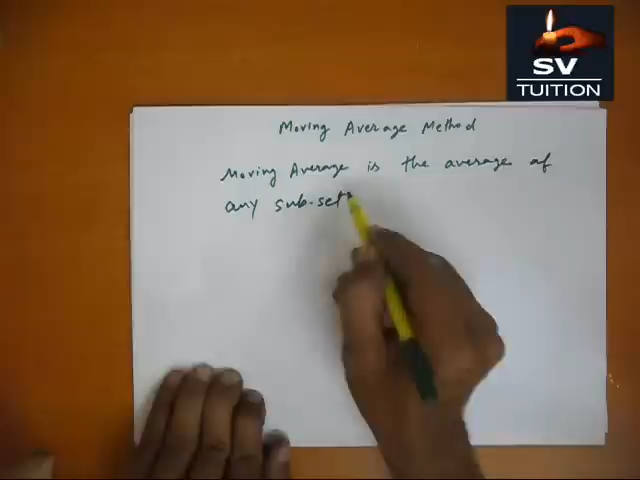 SV
TUITION
Moving Average Method
Moving Average is the average of
any sub-set